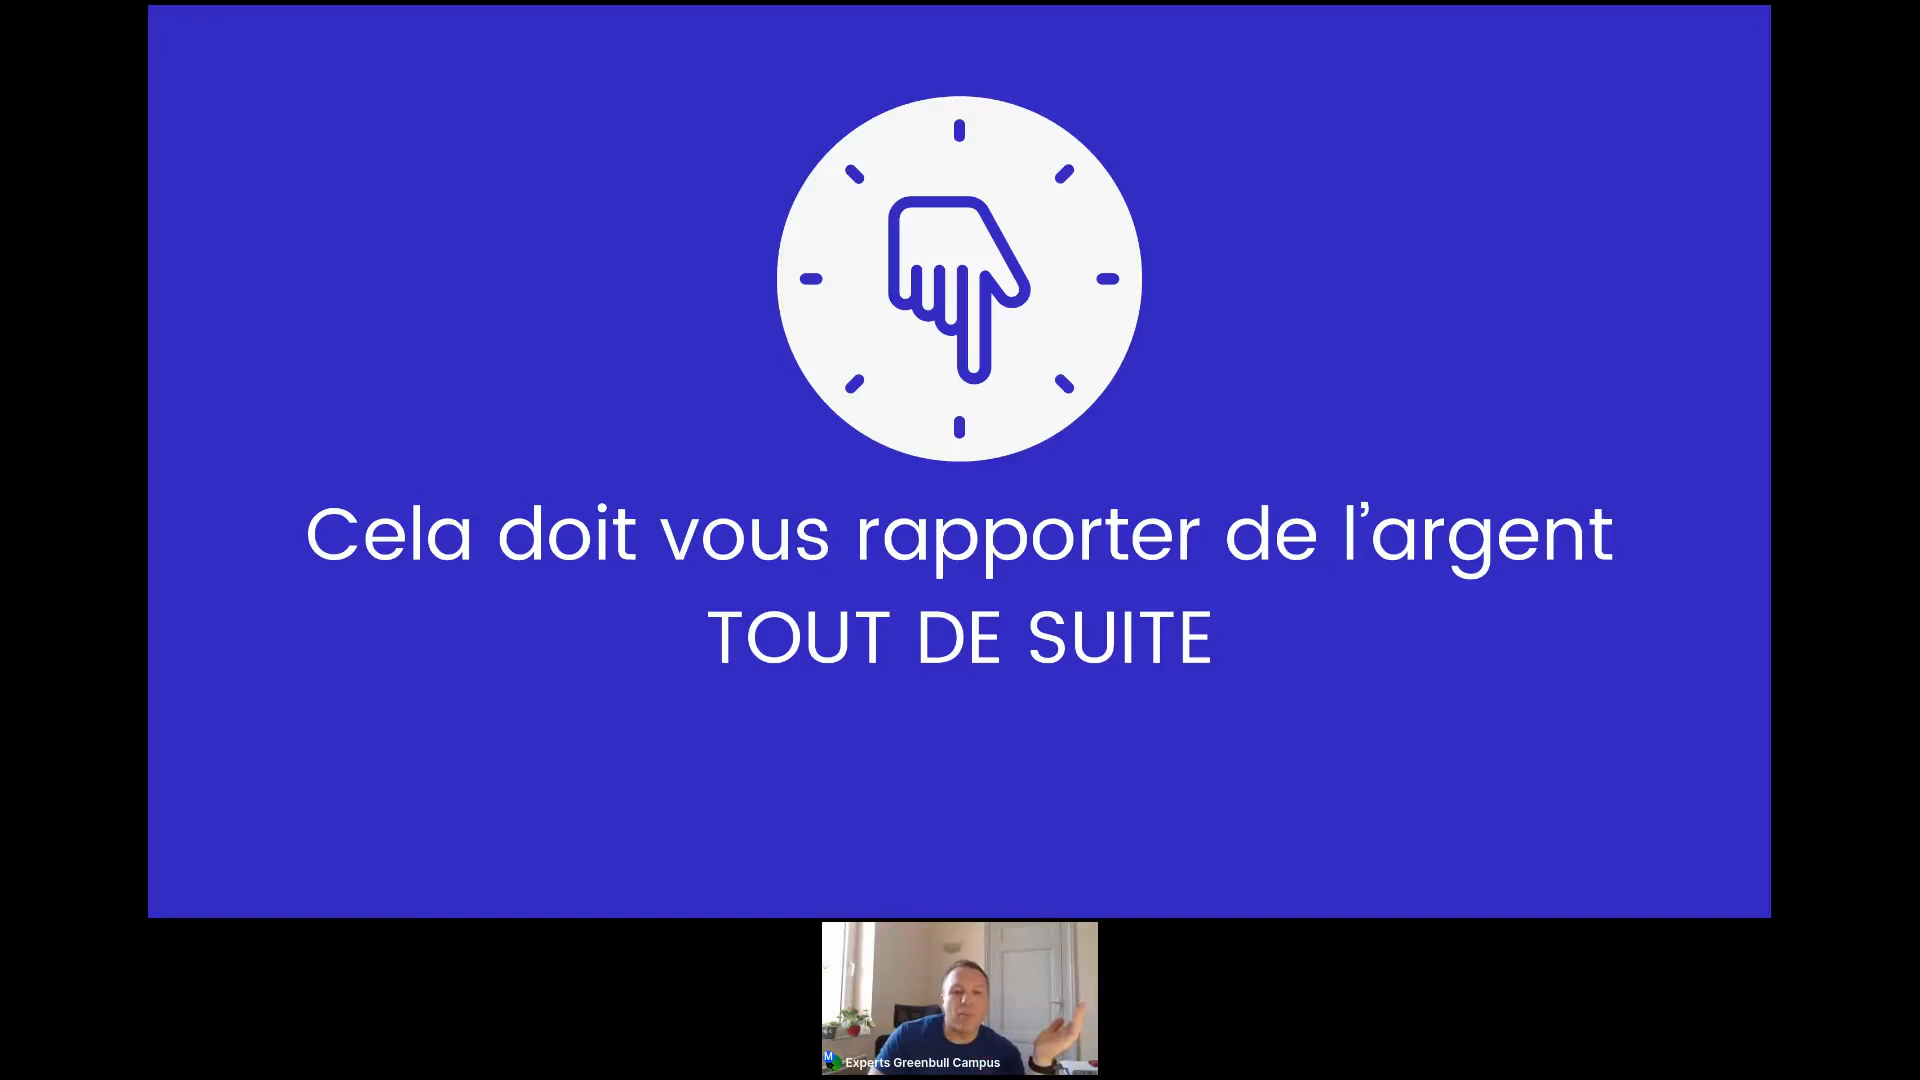 Cela doit vous rapporter de l’argent
TOUT DE SUITE
M
Experts Greenbull Campus